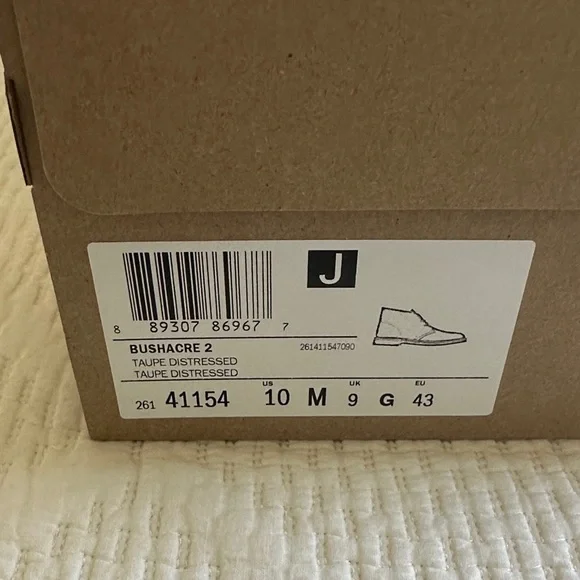 J
8 89307 86967 7
BUSHACRE 2 261411547090
TAUPE DISTRESSED
TAUPE DISTRESSED
US UK EU
261 41154 10 M 9 G 43